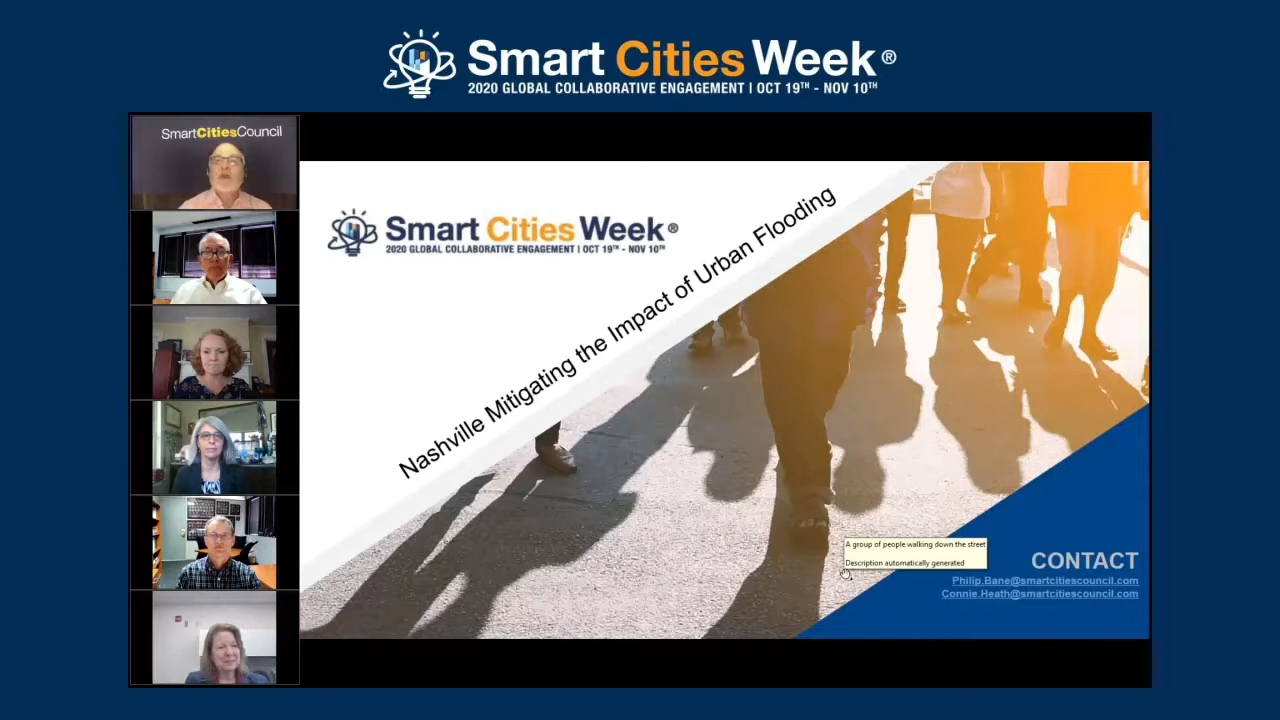 Smart Cities Week®
2020 GLOBAL COLLABORATIVE ENGAGEMENT | OCT 19TH - NOV 10TH
SmartCitiesCouncil
Smart Cities Week®
2020 GLOBAL COLLABORATIVE ENGAGEMENT | OCT 19TH - NOV 10TH
Nashville Mitigating the Impact of Urban Flooding
A group of people walking down the street
Description automatically generated
CONTACT
Philip.Bane@smartcitiescouncil.com
Connie.Heath@smartcitiescouncil.com